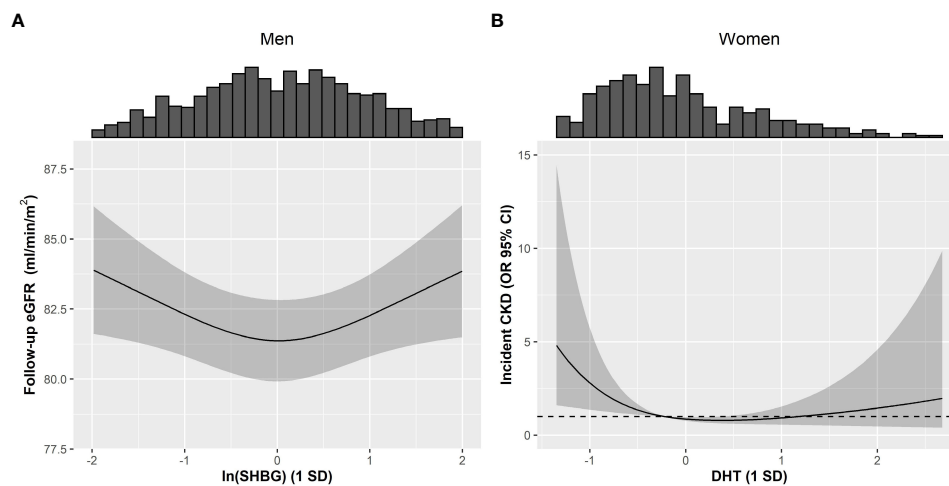 A
Men
87.5
85.0
82.5
80.0
77.5
Follow-up eGFR (ml/min/m²)
-2 -1 0 1 2
ln(SHBG) (1 SD)
B
Women
15
10
5
0
Incident CKD (OR 95% CI)
-1 0 1 2
DHT (1 SD)